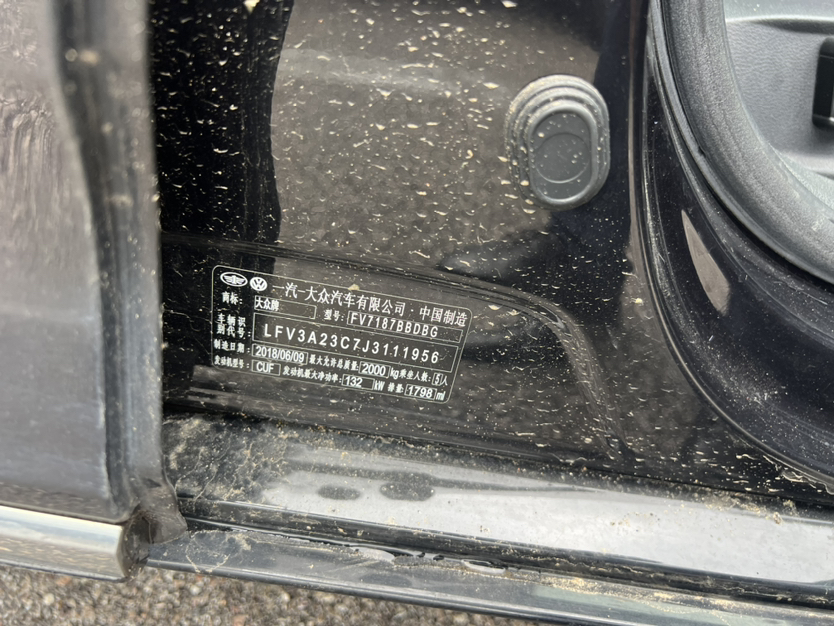 一汽-大众汽车有限公司·中国制造
商标: 大众牌 型号: FV7187BBDBG
车辆识别代号: LFV3A23C7J3111956
制造日期: 2018/06/09 最大允许总质量: 2000 kg 乘坐人数: 5 人
发动机型号: CUF 发动机最大净功率: 132 kW 排量: 1798 ml